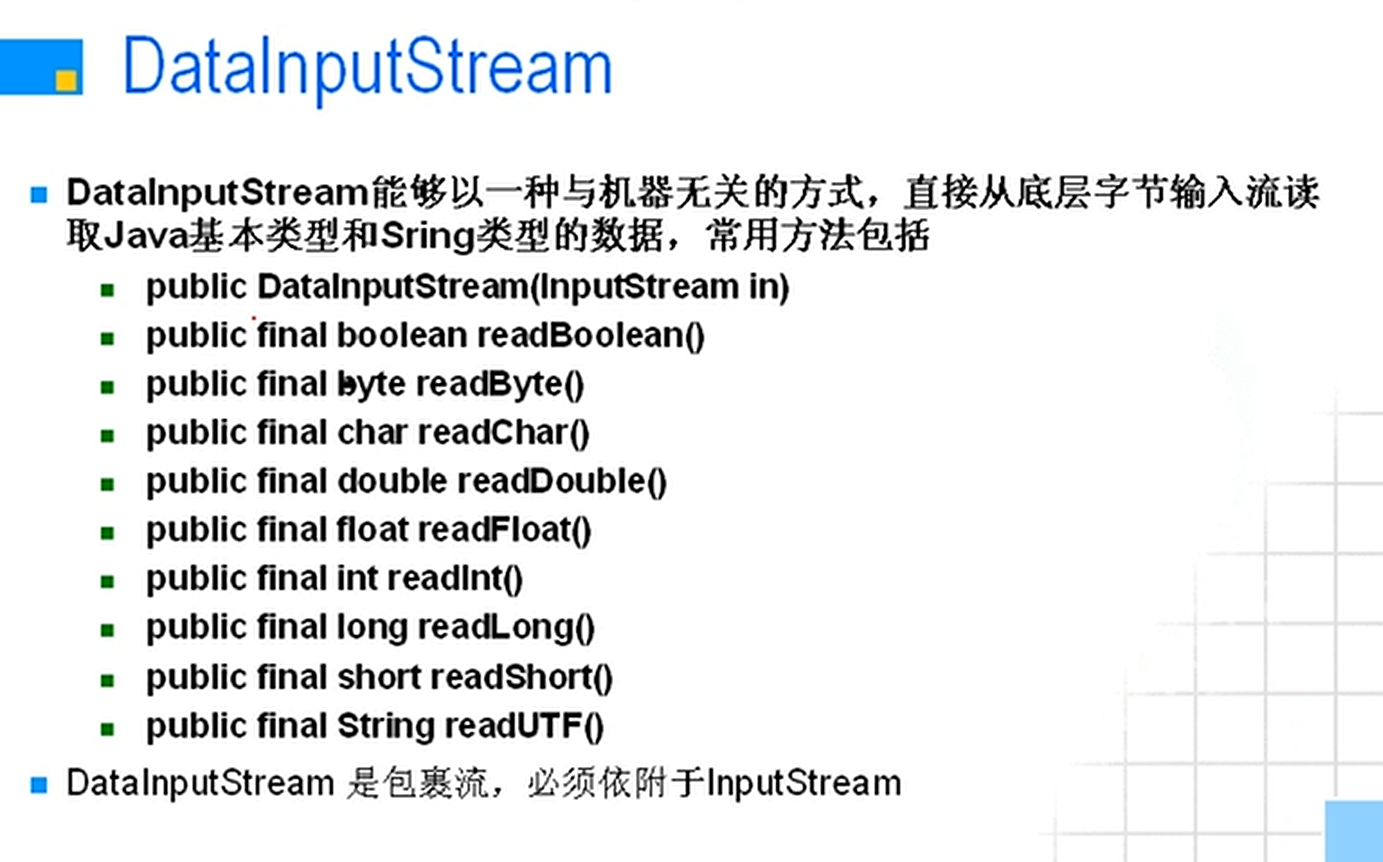 DataInputStream
DataInputStream能够以一种与机器无关的方式，直接从底层字节输入流读
取Java基本类型和Sring类型的数据，常用方法包括
public DataInputStream(InputStream in)
public final boolean readBoolean()
public final byte readByte()
public final char readChar()
public final double readDouble()
public final float readFloat()
public final int readInt()
public final long readLong()
public final short readShort()
public final String readUTF()
DataInputStream 是包裹流，必须依附于InputStream